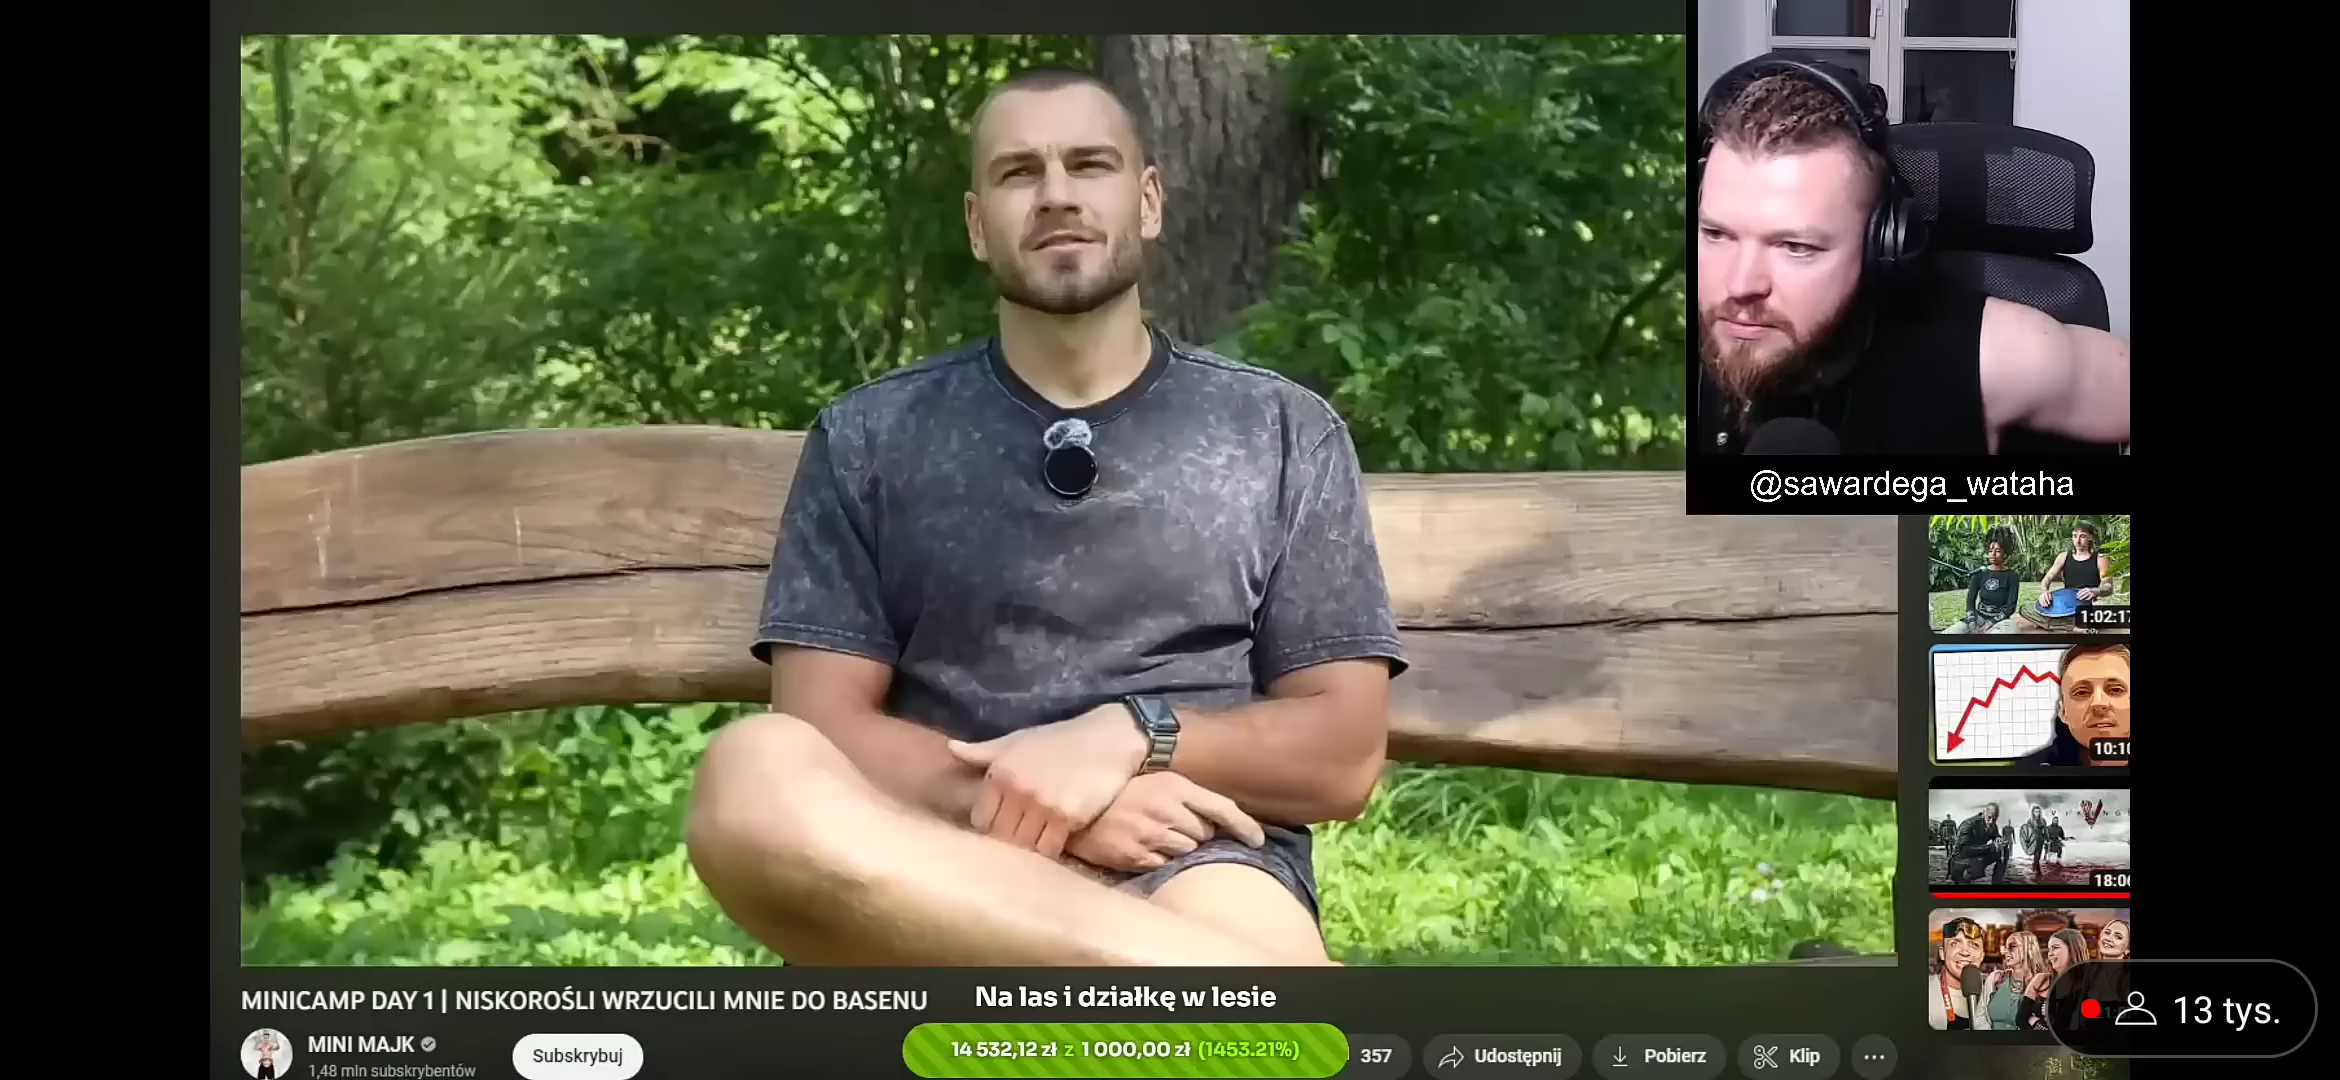 @sawardega_wataha
1:02:17
10:10
18:06
MINICAMP DAY 1 | NISKOROŚLI WRZUCILI MNIE DO BASENU
Na las i działkę w lesie
13 tys.
MINI MAJK
1,48 mln subskrybentów
Subskrybuj
14 532,12 zł z 1 000,00 zł (1453.21%)
357
Udostępnij
Pobierz
Klip